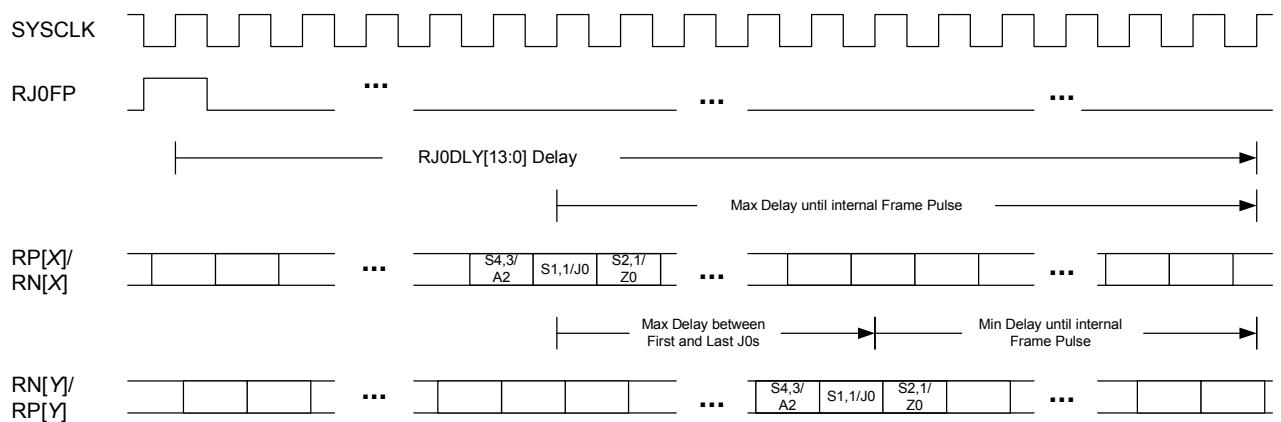 SYSCLK
RJ0FP
...
...
...
RJ0DLY[13:0] Delay
Max Delay until internal Frame Pulse
RP[X]/
RN[X]
...
S4,3/
A2
S1,1/J0
S2,1/
Z0
...
...
Max Delay between
First and Last J0s
Min Delay until internal
Frame Pulse
RN[Y]/
RP[Y]
...
...
S4,3/
A2
S1,1/J0
S2,1/
Z0
...